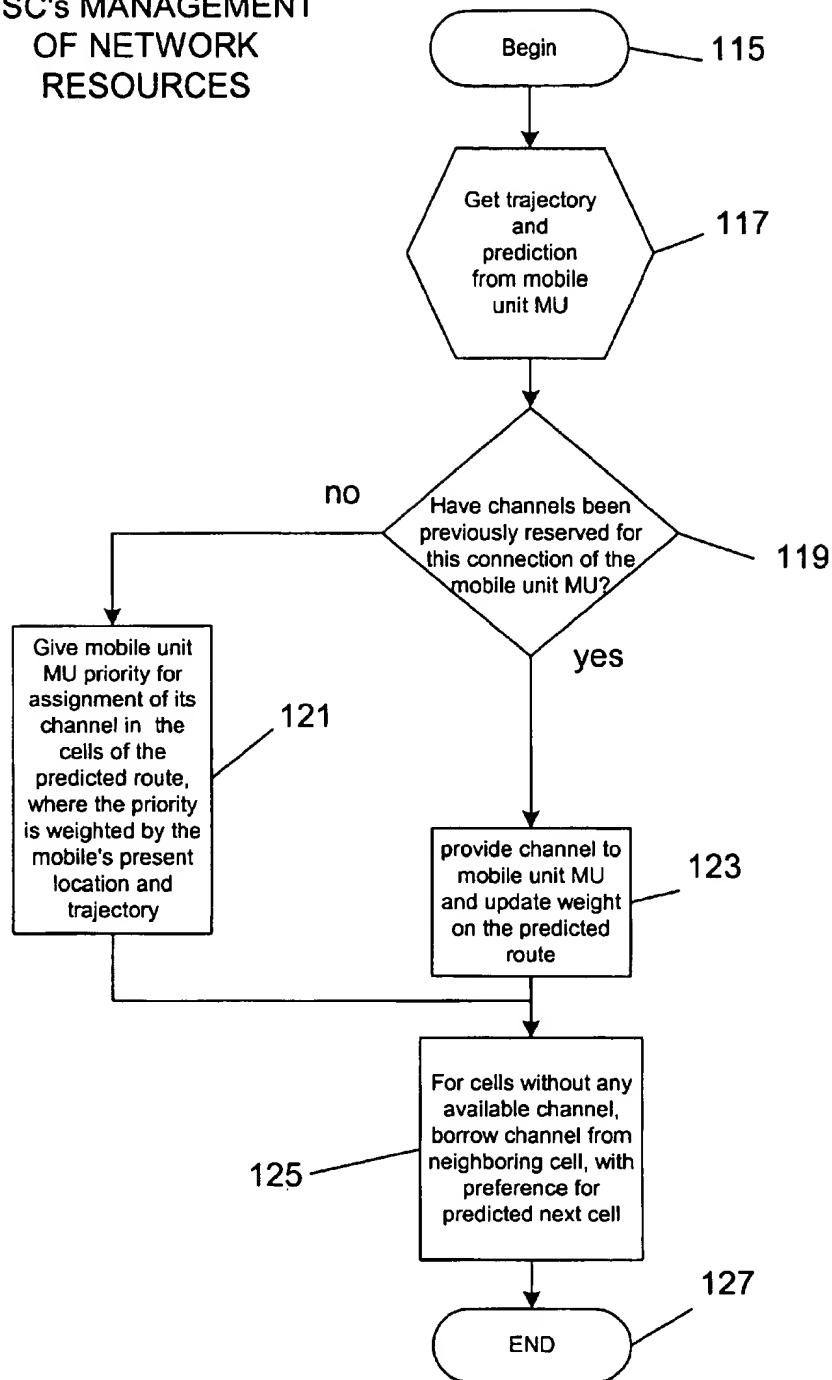 SC's MANAGEMENT
OF NETWORK
RESOURCES
Begin
115
Get trajectory
and
prediction
from mobile
unit MU
117
no
Have channels been
previously reserved for
this connection of the
mobile unit MU?
119
yes
Give mobile unit
MU priority for
assignment of its
channel in the
cells of the
predicted route,
where the priority
is weighted by the
mobile's present
location and
trajectory
121
provide channel to
mobile unit MU
and update weight
on the predicted
route
123
For cells without any
available channel,
borrow channel from
neighboring cell, with
preference for
predicted next cell
125
END
127